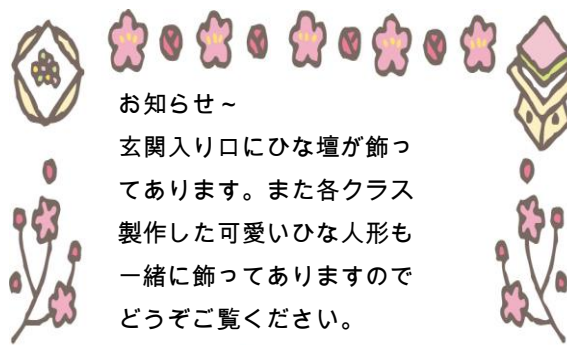 お知らせ～
玄関入り口にひな壇が飾っ
てあります。また各クラス
製作した可愛いひな人形も
一緒に飾ってありますので
どうぞご覧ください。